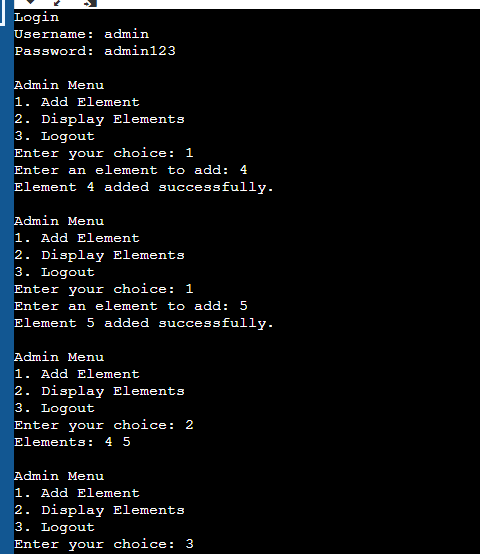 Login
Username: admin
Password: admin123
Admin Menu
1. Add Element
2. Display Elements
3. Logout
Enter your choice: 1
Enter an element to add: 4
Element 4 added successfully.
Admin Menu
1. Add Element
2. Display Elements
3. Logout
Enter your choice: 1
Enter an element to add: 5
Element 5 added successfully.
Admin Menu
1. Add Element
2. Display Elements
3. Logout
Enter your choice: 2
Elements: 4 5
Admin Menu
1. Add Element
2. Display Elements
3. Logout
Enter your choice: 3